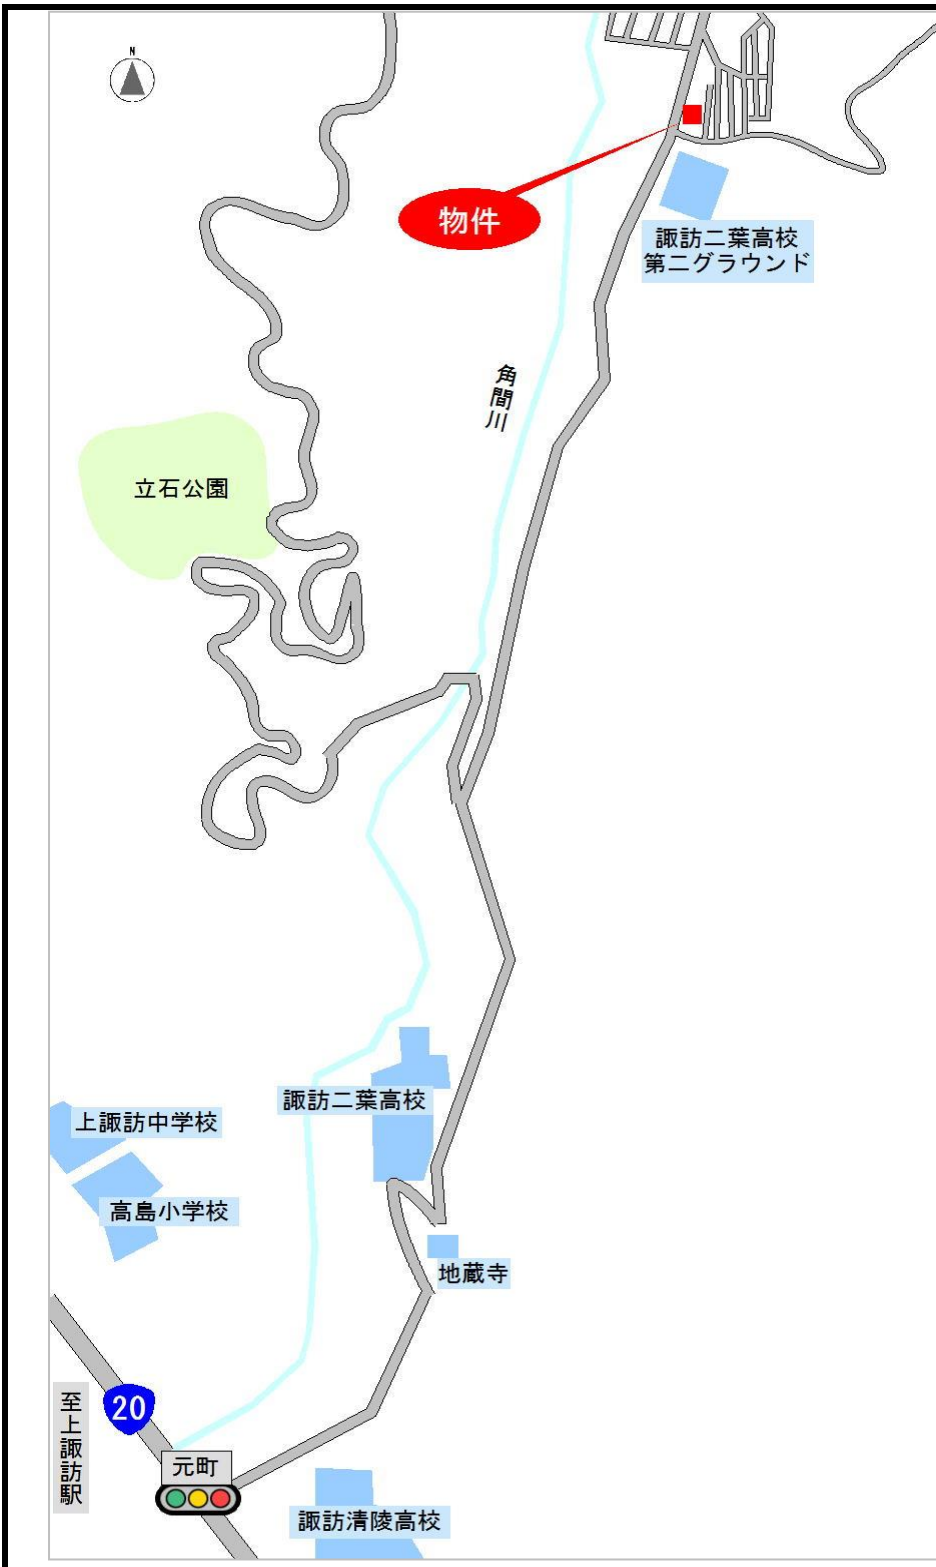 N
物件
諏訪二葉高校
第二グラウンド
角間川
立石公園
諏訪二葉高校
上諏訪中学校
高島小学校
地蔵寺
20
至上諏訪駅
元町
諏訪清陵高校